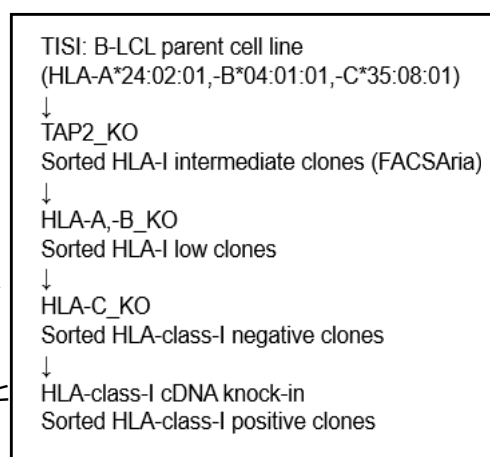 TISI: B-LCL parent cell line
(HLA-A*24:02:01,-B*04:01:01,-C*35:08:01)
↓
TAP2_KO
Sorted HLA-I intermediate clones (FACSAria)
↓
HLA-A,-B_KO
Sorted HLA-I low clones
↓
HLA-C_KO
Sorted HLA-class-I negative clones
↓
HLA-class-I cDNA knock-in
Sorted HLA-class-I positive clones